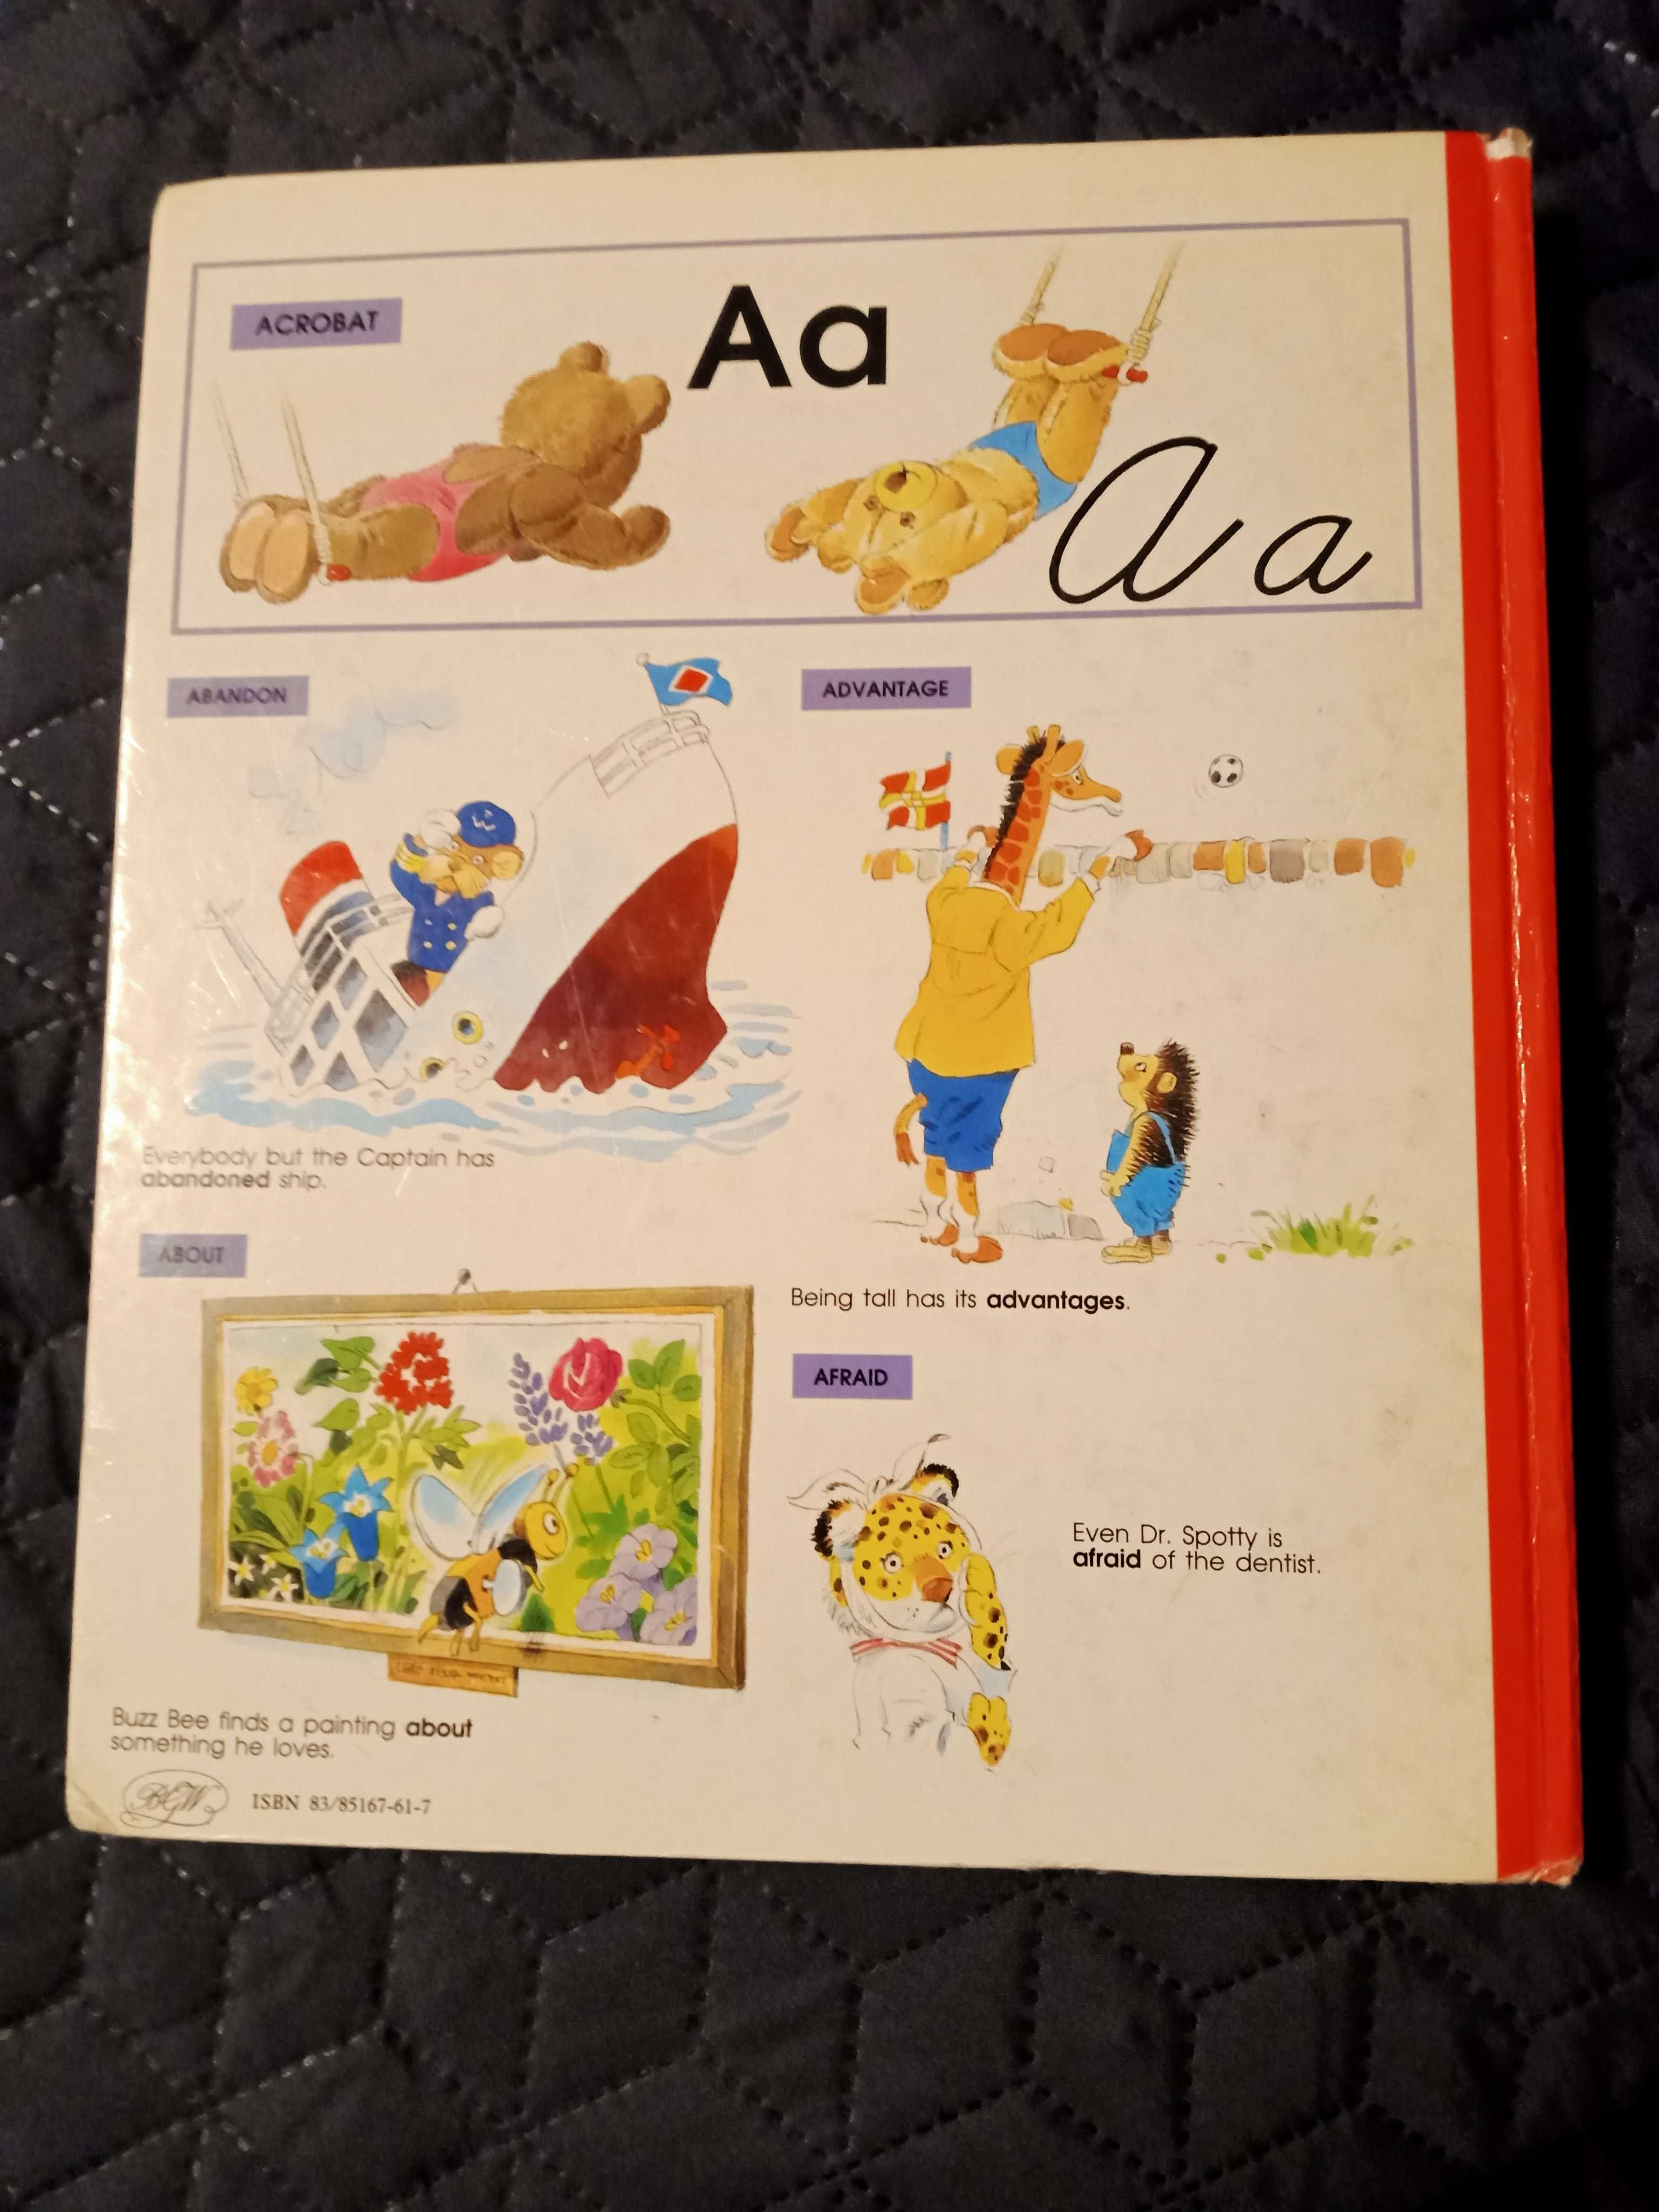 ACROBAT
Aa
Aa
ABANDON
Everybody but the Captain has
abandoned ship.
ADVANTAGE
Being tall has its advantages.
ABOUT
Buzz Bee finds a painting about
something he loves.
AFRAID
Even Dr. Spotty is
afraid of the dentist.
BGW
ISBN 83/85167-61-7